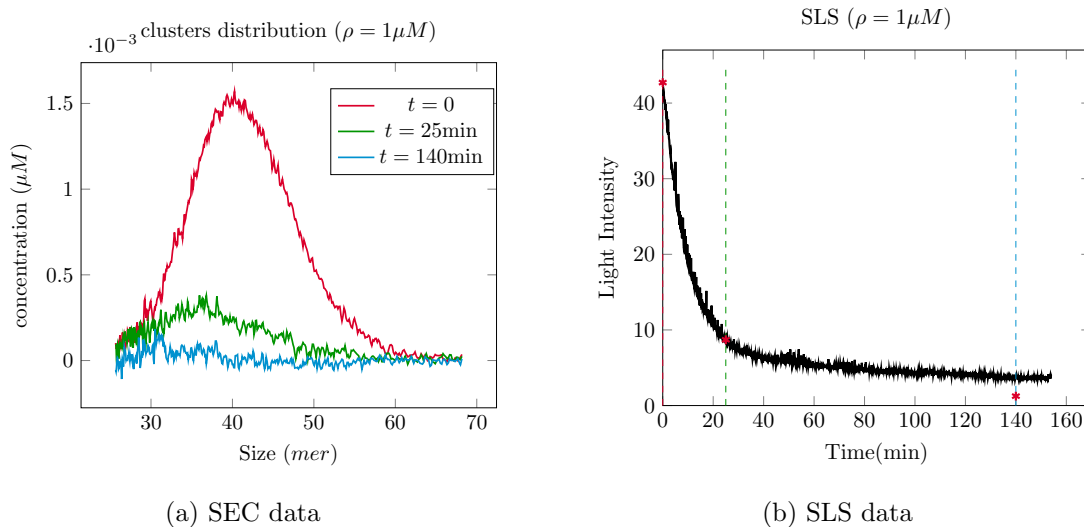 clusters distribution (ρ = 1μM)
·10⁻³
1.5
1
0.5
0
concentration (μM)
30 40 50 60 70
Size (mer)
t = 0
t = 25min
t = 140min
(a) SEC data
SLS (ρ = 1μM)
40
30
20
10
0
Light Intensity
0 20 40 60 80 100 120 140 160
Time(min)
(b) SLS data